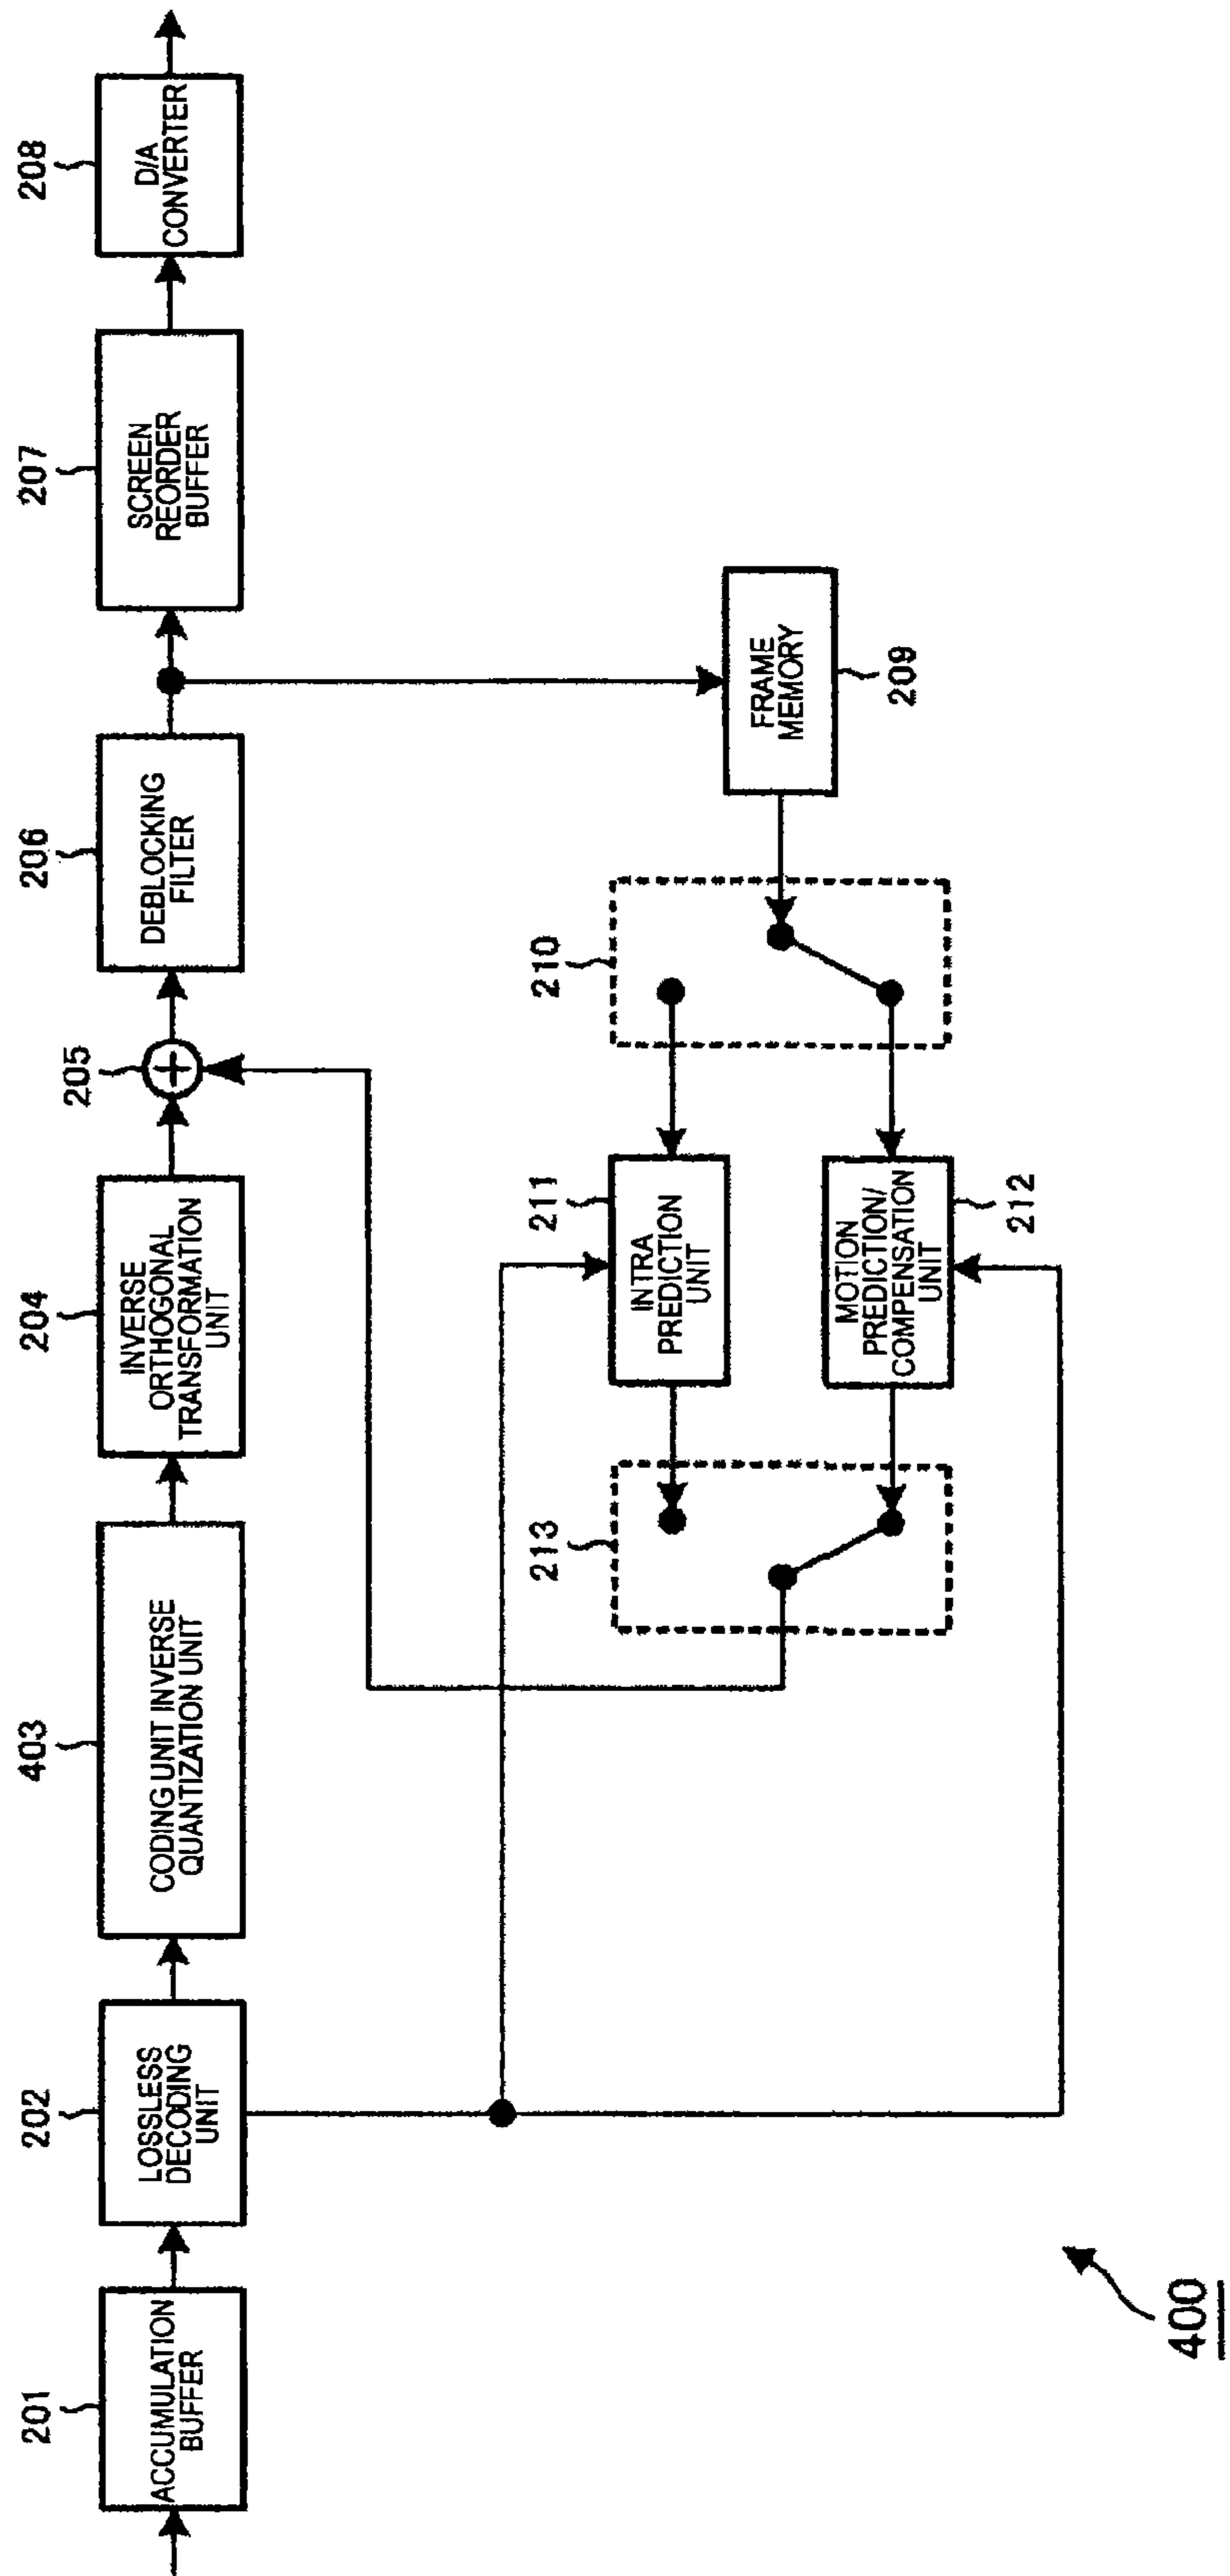 201
ACCUMULATION
BUFFER
202
LOSSLESS
DECODING
UNIT
403
CODING UNIT INVERSE
QUANTIZATION UNIT
204
INVERSE
ORTHOGONAL
TRANSFORMATION
UNIT
205
+
206
DEBLOCKING
FILTER
207
SCREEN
REORDER
BUFFER
208
D/A
CONVERTER
213
211
INTRA
PREDICTION
UNIT
210
MOTION
PREDICTION/
COMPENSATION
UNIT
212
FRAME
MEMORY
209
400